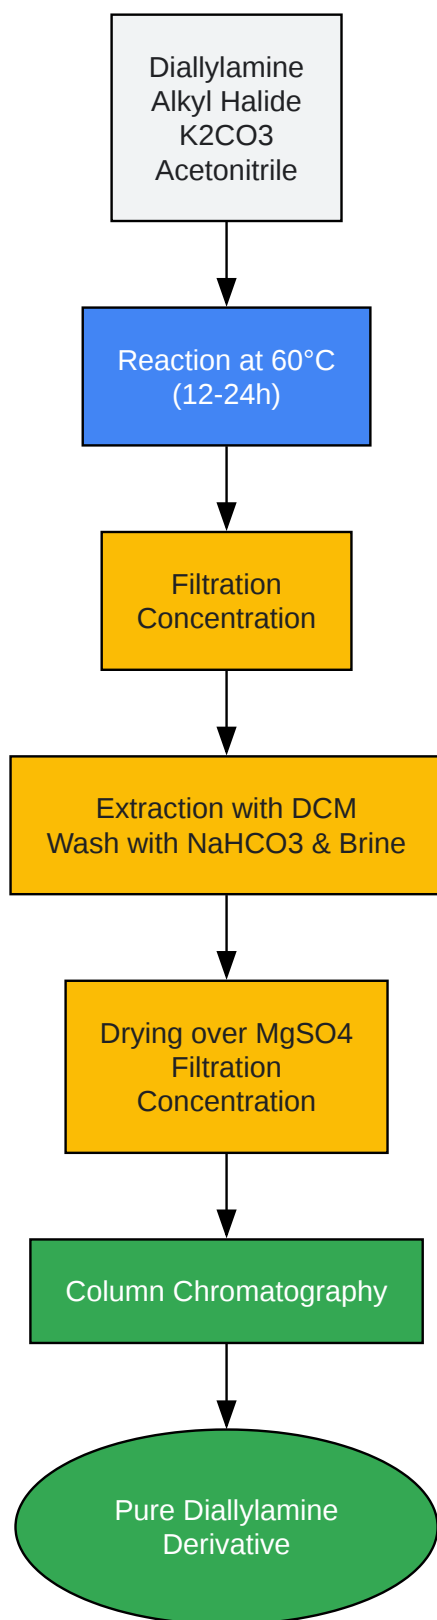 Diallylamine
Alkyl Halide
K2CO3
Acetonitrile
Reaction at 60°C
(12-24h)
Filtration
Concentration
Extraction with DCM
Wash with NaHCO3 & Brine
Drying over MgSO4
Filtration
Concentration
Column Chromatography
Pure Diallylamine
Derivative